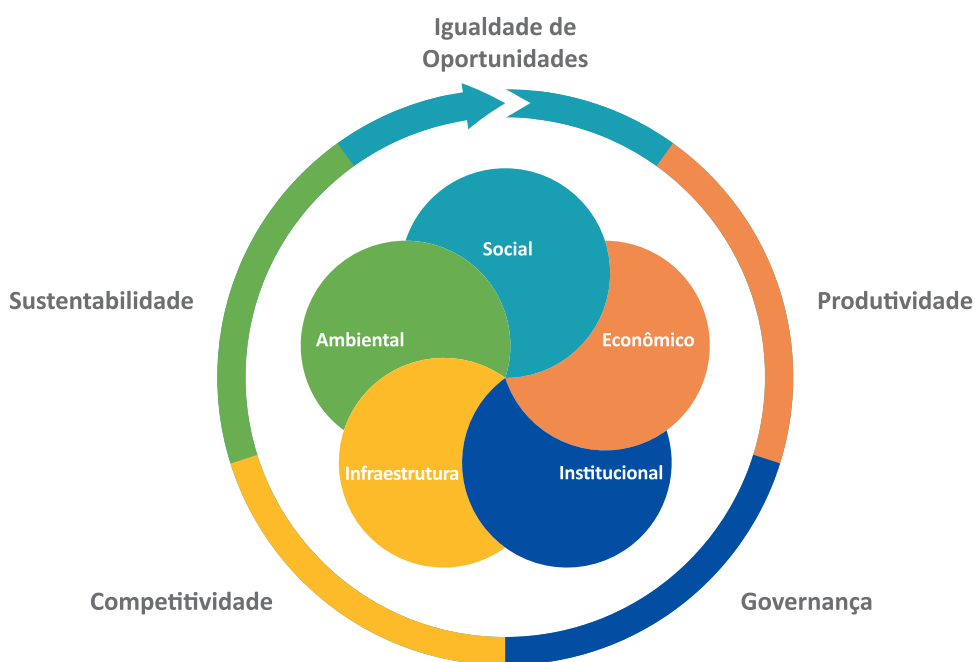 Igualdade de
Oportunidades
Social
Sustentabilidade
Produtividade
Ambiental
Econômico
Infraestrutura
Institucional
Competitividade
Governança